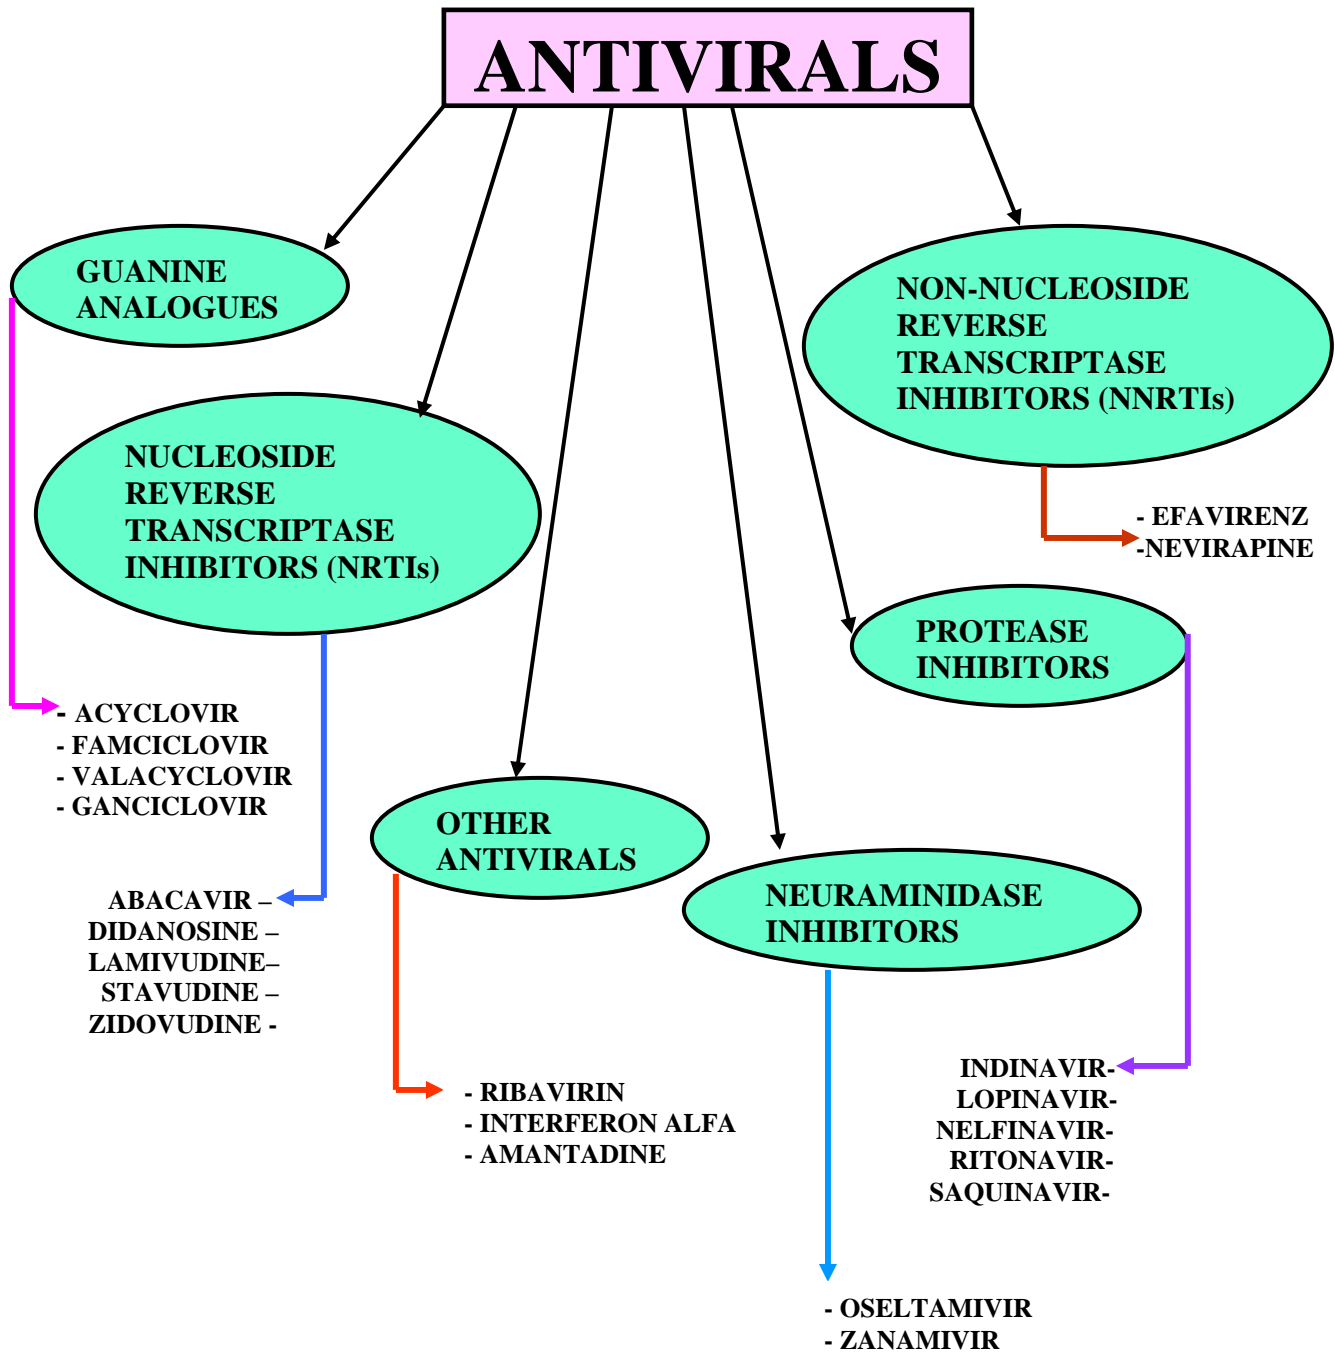 ANTIVIRALS
GUANINE
ANALOGUES
NON-NUCLEOSIDE
REVERSE
TRANSCRIPTASE
INHIBITORS (NNRTIs)
NUCLEOSIDE
REVERSE
TRANSCRIPTASE
INHIBITORS (NRTIs)
- EFAVIRENZ
-NEVIRAPINE
PROTEASE
INHIBITORS
- ACYCLOVIR
- FAMCICLOVIR
- VALACYCLOVIR
- GANCICLOVIR
OTHER
ANTIVIRALS
NEURAMINIDASE
INHIBITORS
ABACAVIR –
DIDANOSINE –
LAMIVUDINE–
STAVUDINE –
ZIDOVUDINE -
- RIBAVIRIN
- INTERFERON ALFA
- AMANTADINE
INDINAVIR-
LOPINAVIR-
NELFINAVIR-
RITONAVIR-
SAQUINAVIR-
- OSELTAMIVIR
- ZANAMIVIR